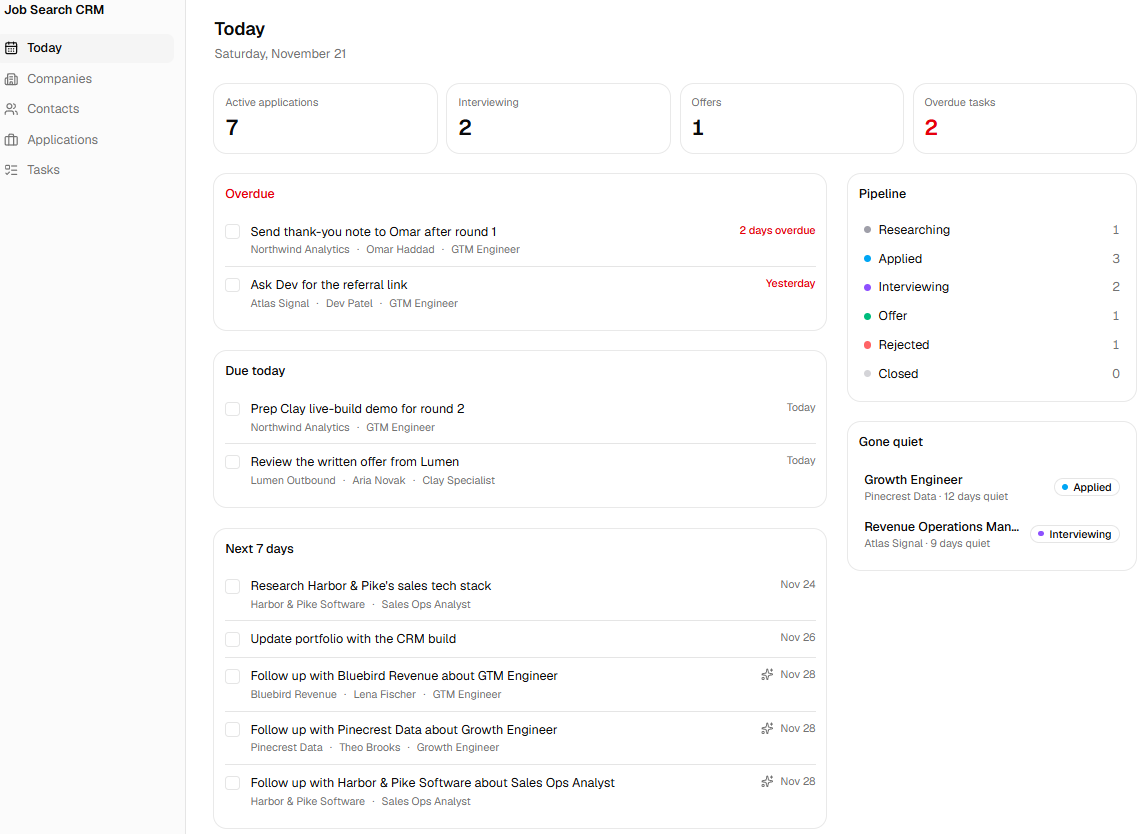 Job Search CRM
Today
Companies
Contacts
Applications
Tasks
Today
Saturday, November 21
Active applications
7
Interviewing
2
Offers
1
Overdue tasks
2
Overdue
Send thank-you note to Omar after round 1
2 days overdue
Northwind Analytics · Omar Haddad · GTM Engineer
Ask Dev for the referral link
Yesterday
Atlas Signal · Dev Patel · GTM Engineer
Due today
Prep Clay live-build demo for round 2
Today
Northwind Analytics · GTM Engineer
Review the written offer from Lumen
Today
Lumen Outbound · Aria Novak · Clay Specialist
Next 7 days
Research Harbor & Pike's sales tech stack
Nov 24
Harbor & Pike Software · Sales Ops Analyst
Update portfolio with the CRM build
Nov 26
Follow up with Bluebird Revenue about GTM Engineer
Nov 28
Bluebird Revenue · Lena Fischer · GTM Engineer
Follow up with Pinecrest Data about Growth Engineer
Nov 28
Pinecrest Data · Theo Brooks · Growth Engineer
Follow up with Harbor & Pike Software about Sales Ops Analyst
Nov 28
Harbor & Pike Software · Sales Ops Analyst
Pipeline
Researching 1
Applied 3
Interviewing 2
Offer 1
Rejected 1
Closed 0
Gone quiet
Growth Engineer
Pinecrest Data · 12 days quiet
Applied
Revenue Operations Man...
Atlas Signal · 9 days quiet
Interviewing